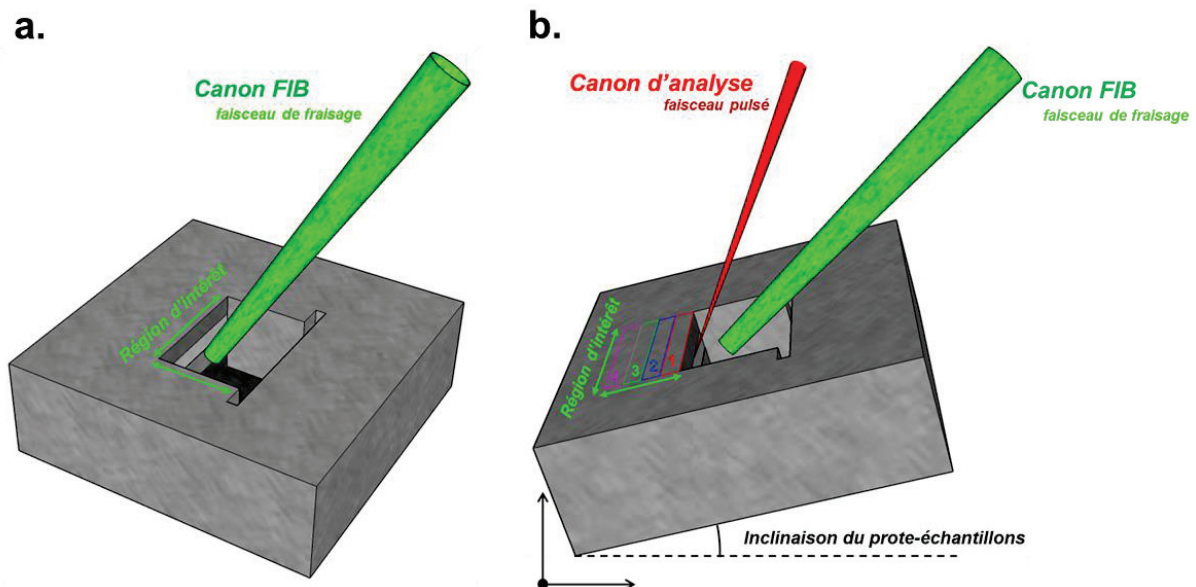 a.
Canon FIB
faisceau de fraisage
Région d'intérêt
b.
Canon d'analyse
faisceau pulsé
Canon FIB
faisceau de fraisage
Région d'intérêt
3 2 1
Inclinaison du prote-échantillons